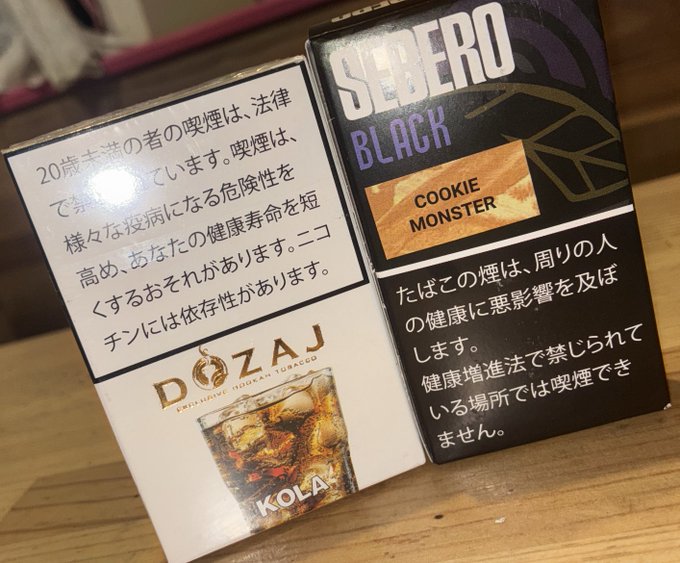 20歳未満の者の喫煙は、法律
で禁 ています。喫煙は、
様々な疫病になる危険性を
高め、あなたの健康寿命を短
くするおそれがあります。ニコ
チンには依存性があります。
DOZAJ
EXCLUSIVE HOOKAH TOBACCO
KOLA
SEBERO
BLACK
COOKIE
MONSTER
たばこの煙は、周りの人
の健康に悪影響を及ぼ
します。
健康増進法で禁じられて
いる場所では喫煙でき
ません。